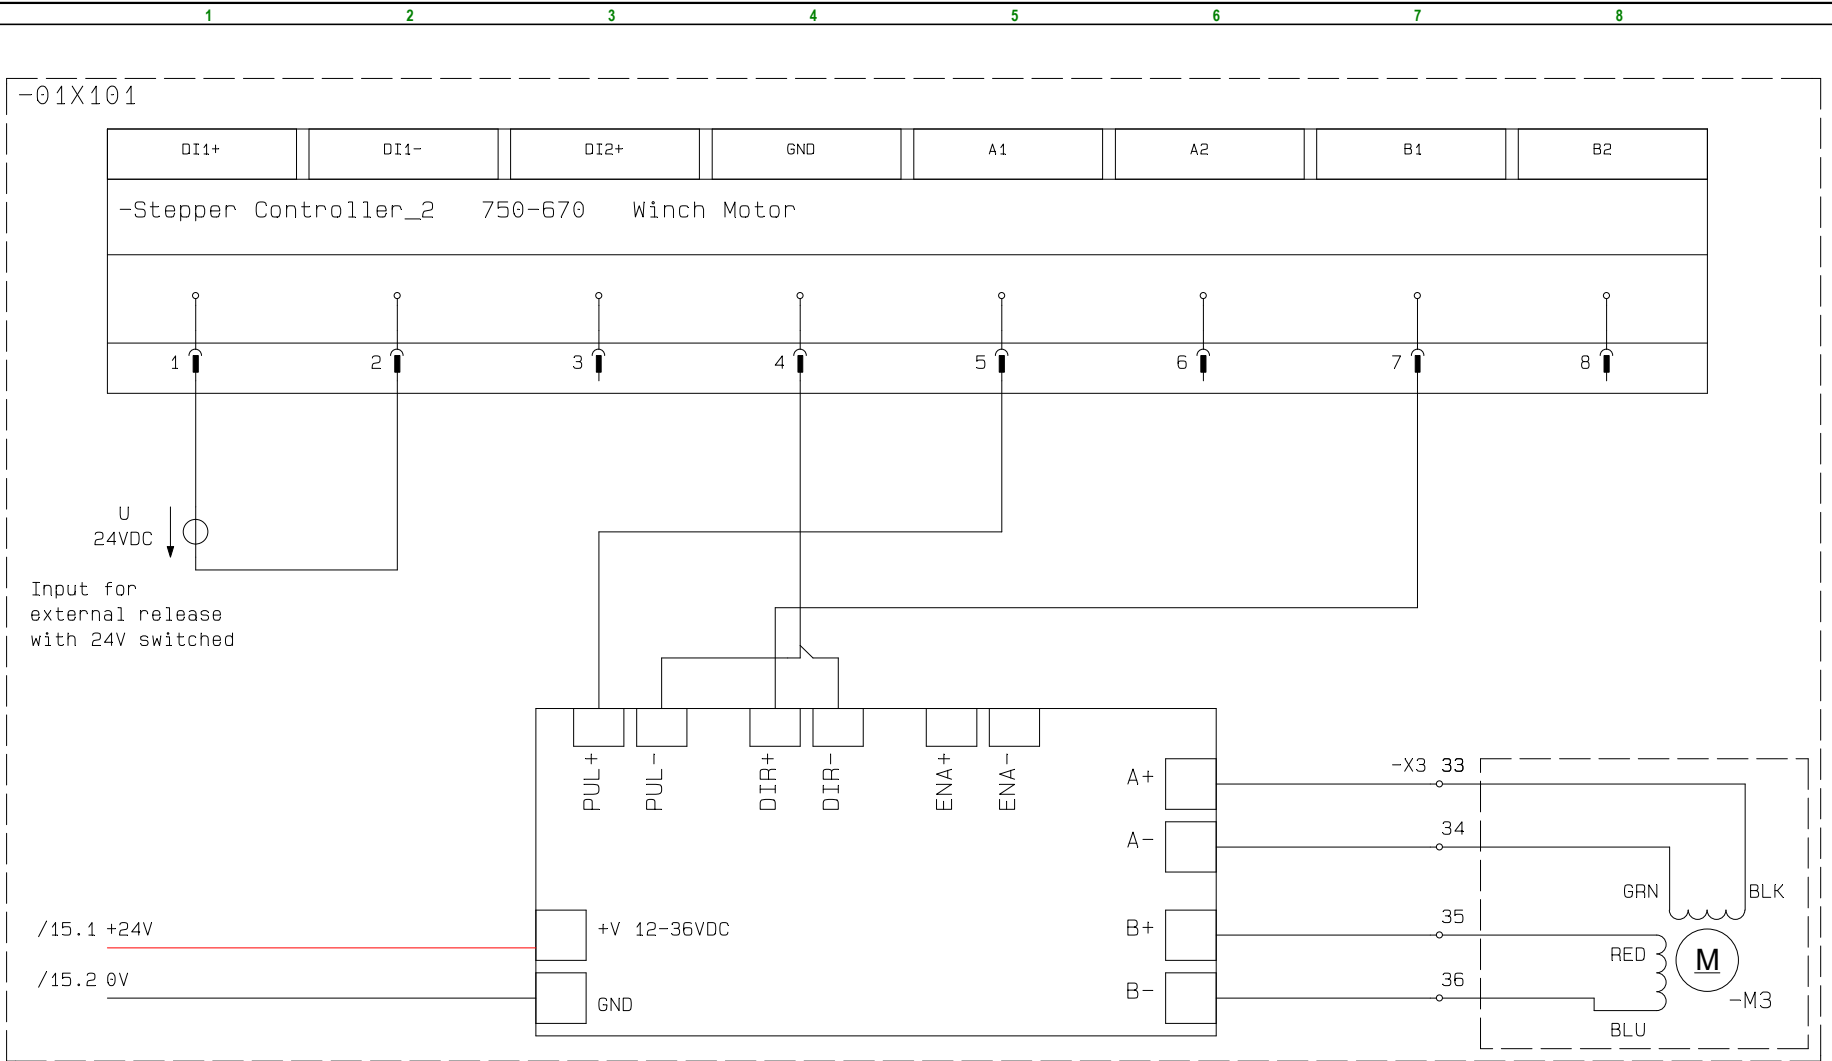 1 2 3 4 5 6 7 8
-01X101
DI1+ DI1- DI2+ GND A1 A2 B1 B2
-Stepper Controller_2 750-670 Winch Motor
1 2 3 4 5 6 7 8
U
24VDC
Input for
external release
with 24V switched
PUL+ PUL- DIR+ DIR- ENA+ ENA-
A+ -X3 33
A- 34
GRN BLK
/15.1 +24V +V 12-36VDC B+ 35
RED M
/15.2 0V GND B- 36 -M3
BLU